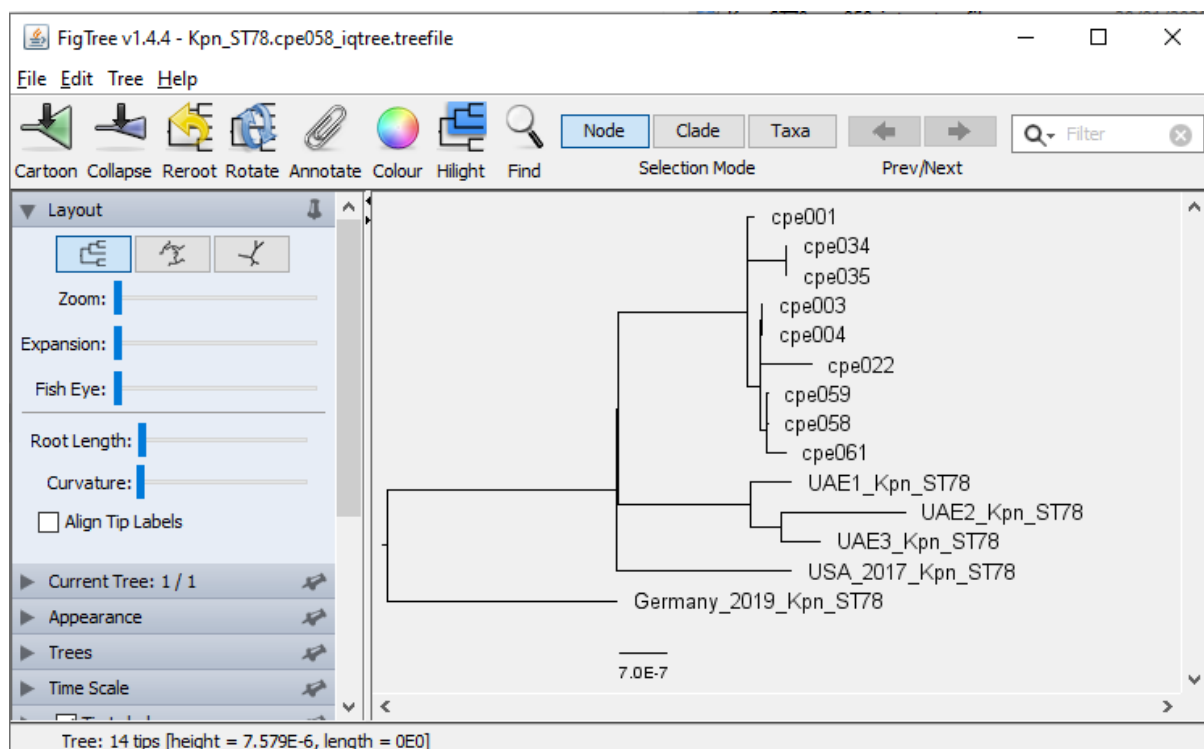 FigTree v1.4.4 - Kpn_ST78.cpe058_iqtree.treefile
File Edit Tree Help
Cartoon Collapse Reroot Rotate Annotate Colour Hilight Find
Node Clade Taxa
Selection Mode
Prev/Next
Filter
Layout
Zoom:
Expansion:
Fish Eye:
Root Length:
Curvature:
Align Tip Labels
Current Tree: 1 / 1
Appearance
Trees
Time Scale
cpe001
cpe034
cpe035
cpe003
cpe004
cpe022
cpe059
cpe058
cpe061
UAE1_Kpn_ST78
UAE2_Kpn_ST78
UAE3_Kpn_ST78
USA_2017_Kpn_ST78
Germany_2019_Kpn_ST78
7.0E-7
Tree: 14 tips [height = 7.579E-6, length = 0E0]